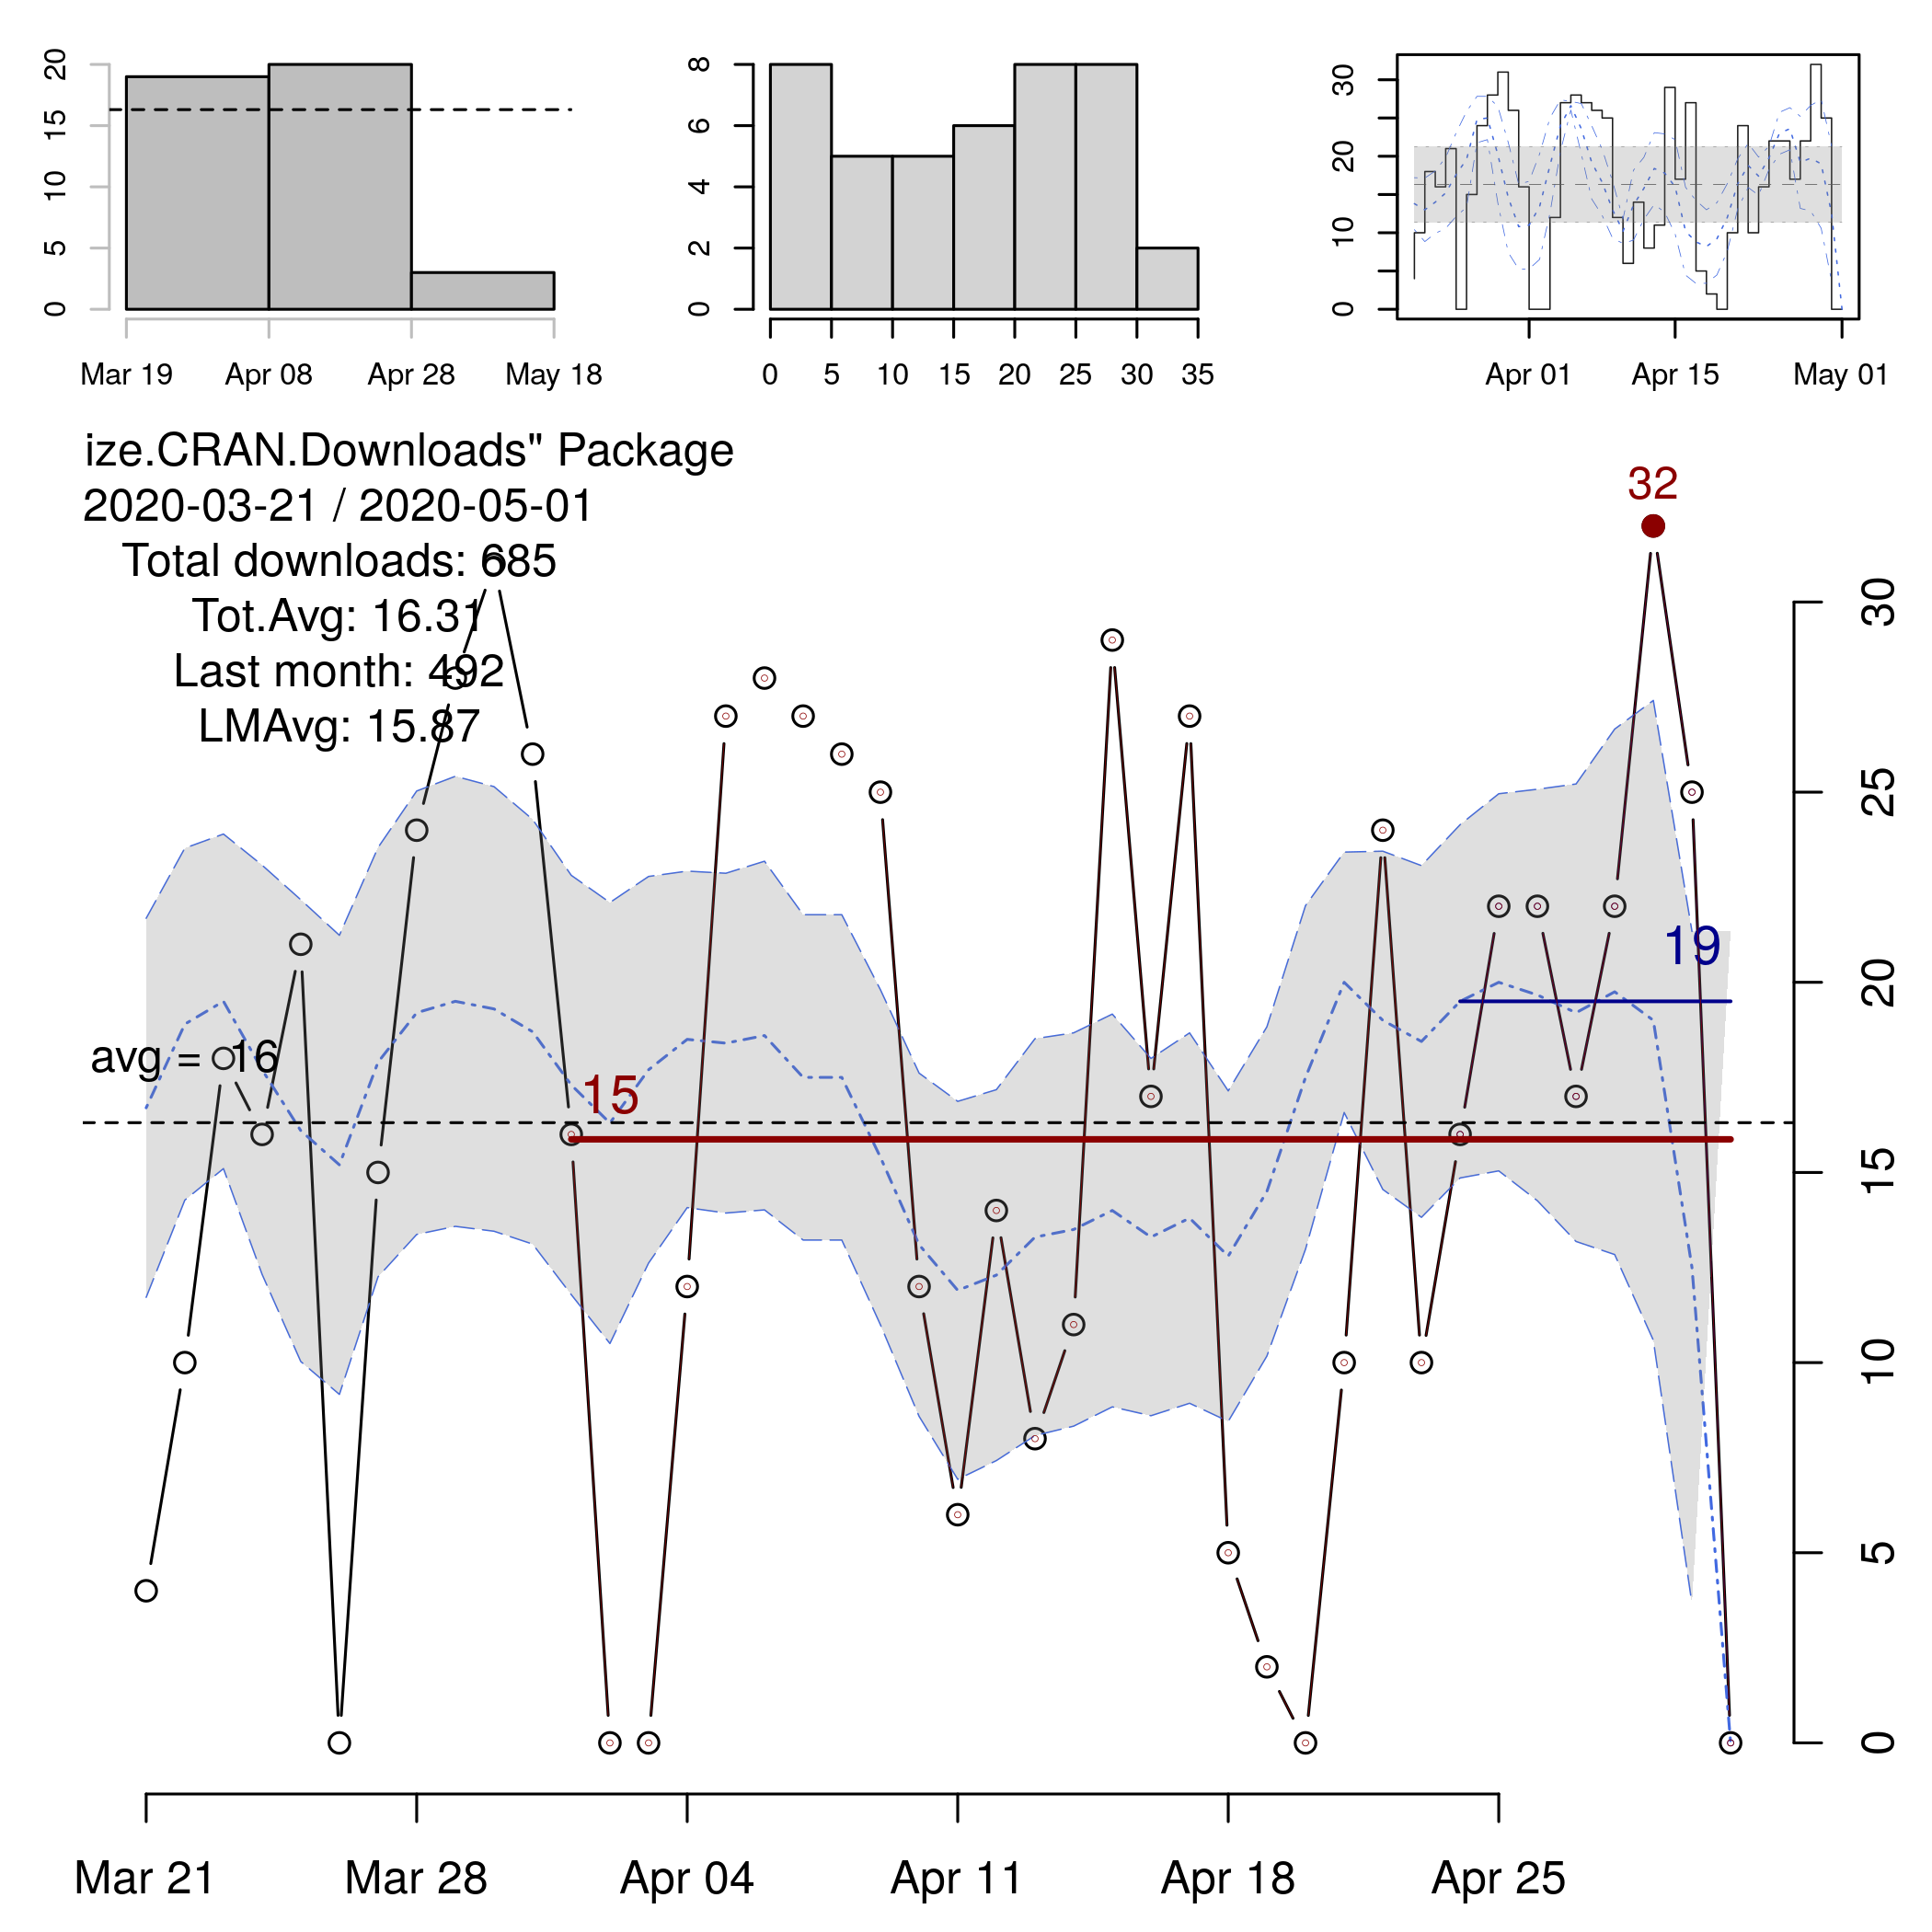 20
15
10
5
0
Mar 19 Apr 08 Apr 28 May 18
8
6
4
2
0
0 5 10 15 20 25 30 35
30
20
10
0
Apr 01 Apr 15 May 01
ize.CRAN.Downloads" Package
2020-03-21 / 2020-05-01
Total downloads: 685
Tot.Avg: 16.31
Last month: 492
LMAvg: 15.87
32
19
avg = 16
15
30
25
20
15
10
5
0
Mar 21 Mar 28 Apr 04 Apr 11 Apr 18 Apr 25